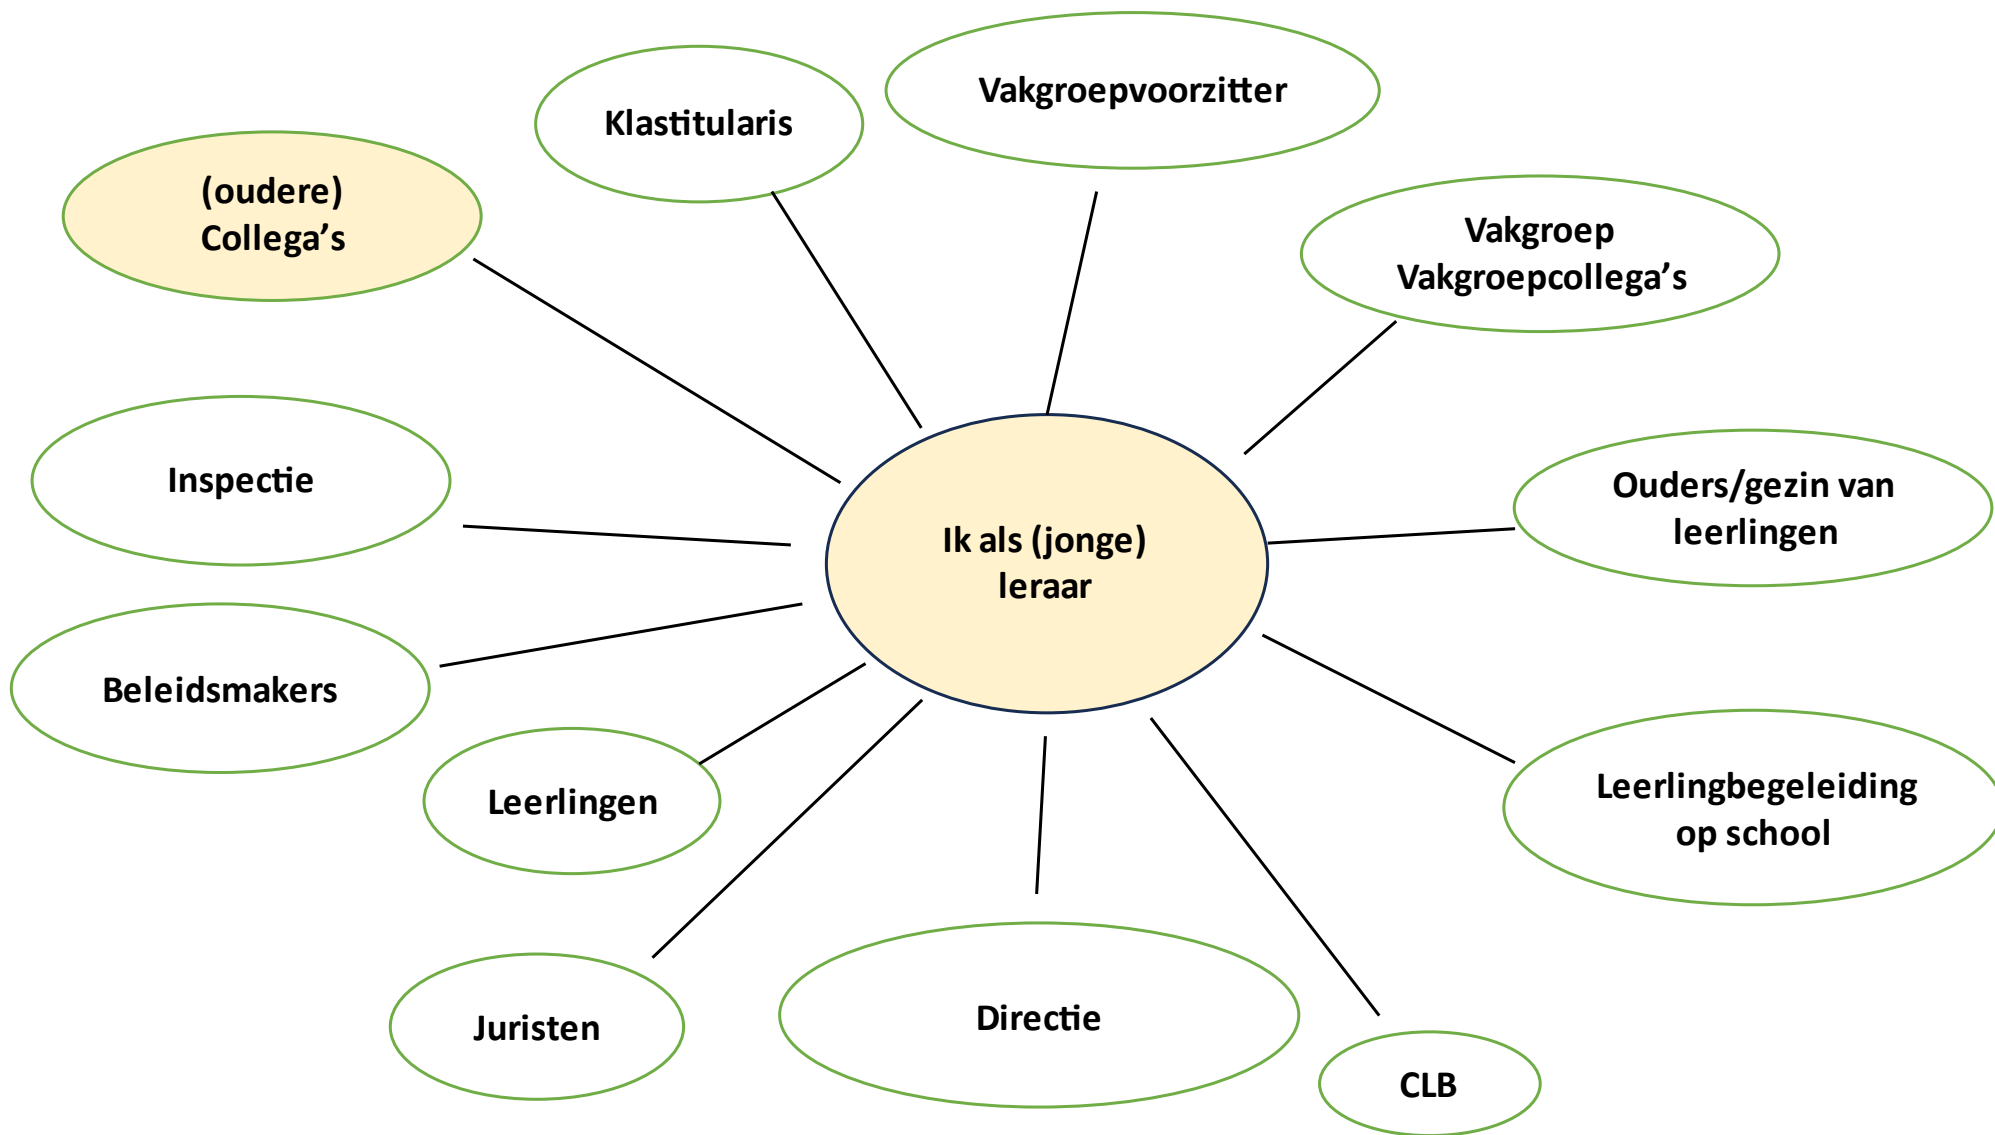 Vakgroepvoorzitter
Klastitularis
(oudere)
Collega's
Vakgroep
Vakgroepcollega's
Inspectie
Ouders/gezin van
leerlingen
Ik als (jonge)
leraar
Beleidsmakers
Leerlingen
Leerlingbegeleiding
op school
Juristen
Directie
CLB